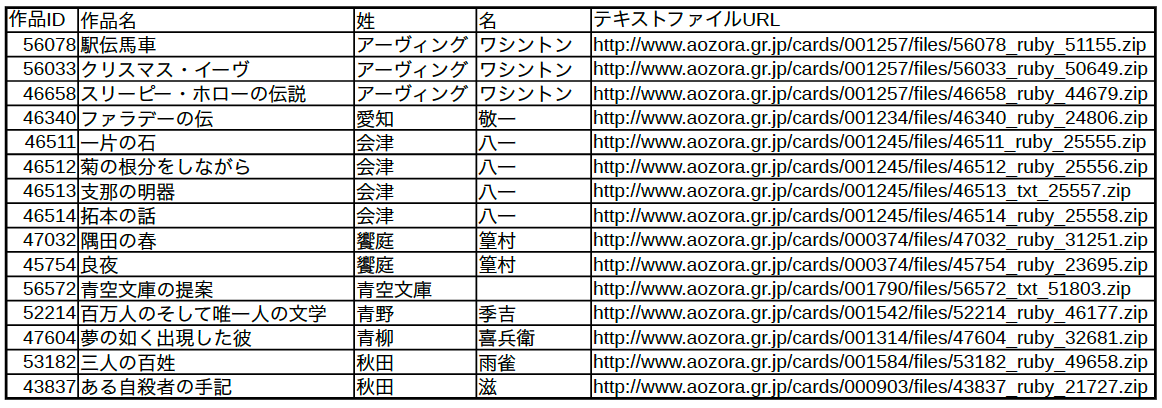 作品ID 作品名 姓 名 テキストファイルURL
56078 駅伝馬車 アーヴィング ワシントン http://www.aozora.gr.jp/cards/001257/files/56078_ruby_51155.zip
56033 クリスマス・イーヴ アーヴィング ワシントン http://www.aozora.gr.jp/cards/001257/files/56033_ruby_50649.zip
46658 スリーピー・ホローの伝説 アーヴィング ワシントン http://www.aozora.gr.jp/cards/001257/files/46658_ruby_44679.zip
46340 ファラデーの伝 愛知 敬一 http://www.aozora.gr.jp/cards/001234/files/46340_ruby_24806.zip
46511 一片の石 会津 八一 http://www.aozora.gr.jp/cards/001245/files/46511_ruby_25555.zip
46512 菊の根分をしながら 会津 八一 http://www.aozora.gr.jp/cards/001245/files/46512_ruby_25556.zip
46513 支那の明器 会津 八一 http://www.aozora.gr.jp/cards/001245/files/46513_txt_25557.zip
46514 拓本の話 会津 八一 http://www.aozora.gr.jp/cards/001245/files/46514_ruby_25558.zip
47032 隅田の春 饗庭 篁村 http://www.aozora.gr.jp/cards/000374/files/47032_ruby_31251.zip
45754 良夜 饗庭 篁村 http://www.aozora.gr.jp/cards/000374/files/45754_ruby_23695.zip
56572 青空文庫の提案 青空文庫 http://www.aozora.gr.jp/cards/001790/files/56572_txt_51803.zip
52214 百万人のそして唯一人の文学 青野 季吉 http://www.aozora.gr.jp/cards/001542/files/52214_ruby_46177.zip
47604 夢の如く出現した彼 青柳 喜兵衛 http://www.aozora.gr.jp/cards/001314/files/47604_ruby_32681.zip
53182 三人の百姓 秋田 雨雀 http://www.aozora.gr.jp/cards/001584/files/53182_ruby_49658.zip
43837 ある自殺者の手記 秋田 滋 http://www.aozora.gr.jp/cards/000903/files/43837_ruby_21727.zip